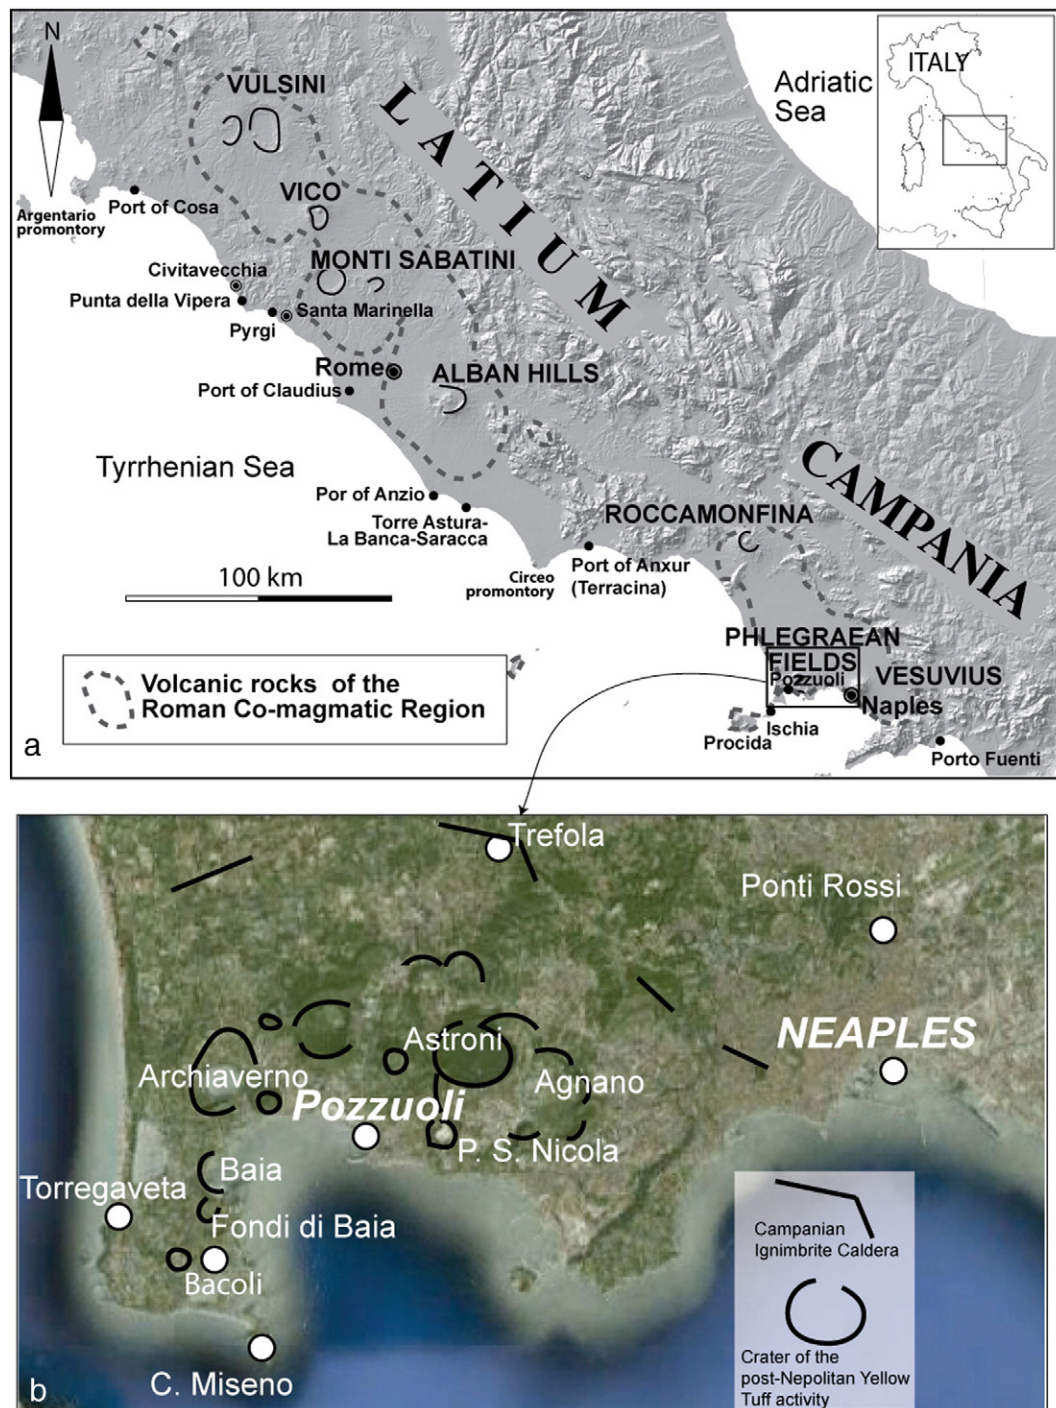 N
VULSINI
LATIUM
Adriatic
Sea
ITALY
VICO
Port of Cosa
Argentario
promontory
MONTI SABATINI
Civitavecchia
Punta della Vipera
Santa Marinella
Pyrgi
Rome
ALBAN HILLS
Port of Claudius
Tyrrhenian Sea
CAMPANIA
Por of Anzio
Torre Astura-
La Banca-Saracca
ROCCAMONFINA
100 km
Circeo
promontory
Port of Anxur
(Terracina)
PHLEGRAEAN
FIELDS
Pozzuoli
VESUVIUS
Naples
Ischia
Procida
Porto Fuenti
Volcanic rocks of the
Roman Co-magmatic Region
a
Trefola
Ponti Rossi
NEAPLES
Astroni
Archiaverno
Agnano
Pozzuoli
P. S. Nicola
Baia
Torregaveta
Fondi di Baia
Bacoli
C. Miseno
Campanian
Ignimbrite Caldera
Crater of the
post-Nepolitan Yellow
Tuff activity
b